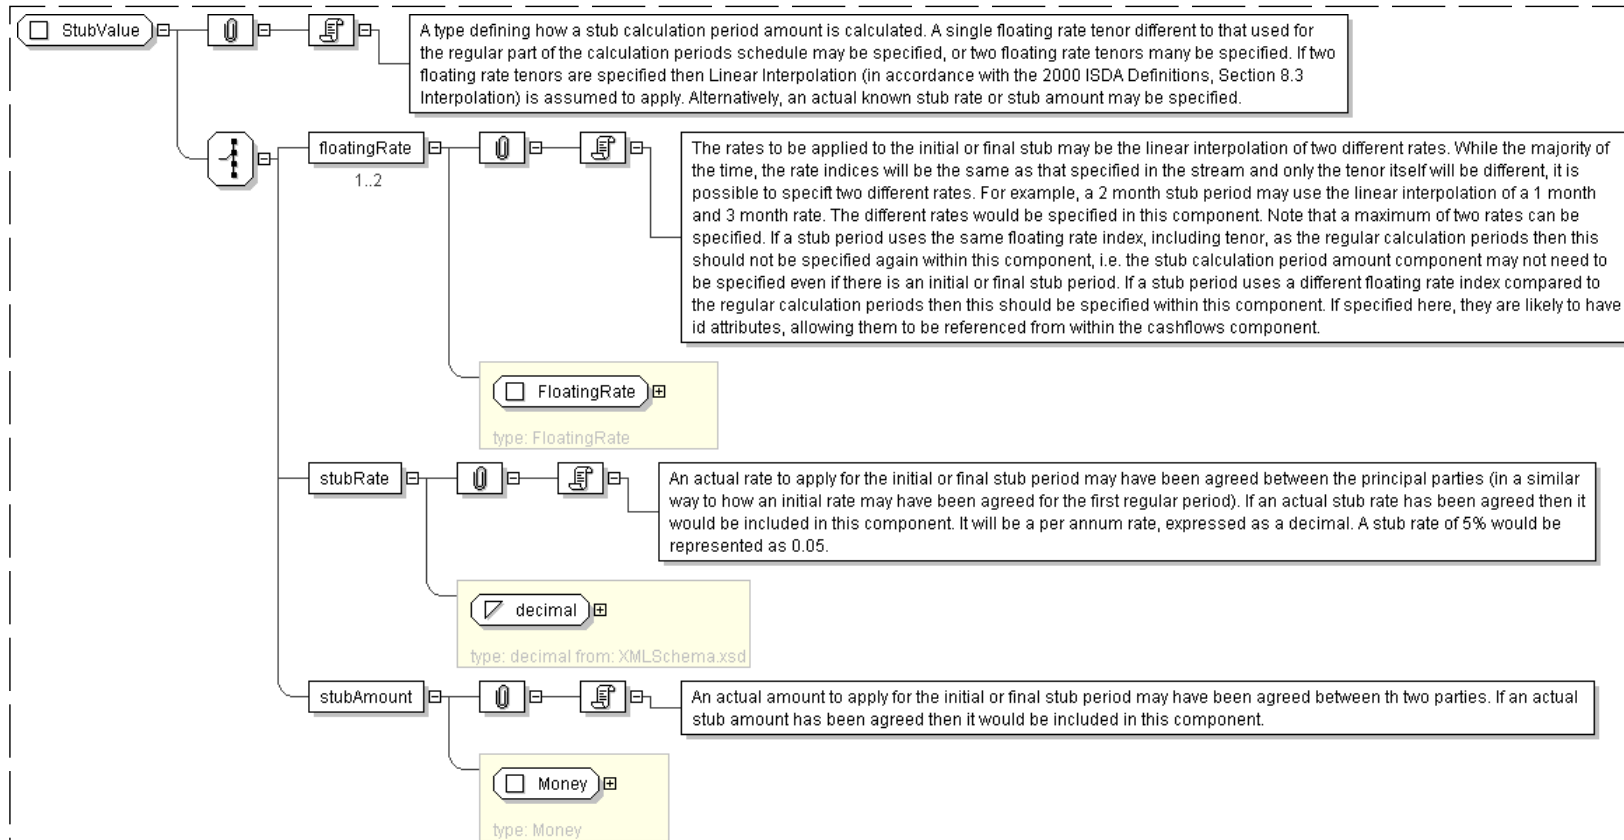 StubValue
A type defining how a stub calculation period amount is calculated. A single floating rate tenor different to that used for
the regular part of the calculation periods schedule may be specified, or two floating rate tenors many be specified. If two
floating rate tenors are specified then Linear Interpolation (in accordance with the 2000 ISDA Definitions, Section 8.3
Interpolation) is assumed to apply. Alternatively, an actual known stub rate or stub amount may be specified.
floatingRate
1..2
The rates to be applied to the initial or final stub may be the linear interpolation of two different rates. While the majority of
the time, the rate indices will be the same as that specified in the stream and only the tenor itself will be different, it is
possible to specift two different rates. For example, a 2 month stub period may use the linear interpolation of a 1 month
and 3 month rate. The different rates would be specified in this component. Note that a maximum of two rates can be
specified. If a stub period uses the same floating rate index, including tenor, as the regular calculation periods then this
should not be specified again within this component, i.e. the stub calculation period amount component may not need to
be specified even if there is an initial or final stub period. If a stub period uses a different floating rate index compared to
the regular calculation periods then this should be specified within this component. If specified here, they are likely to have
id attributes, allowing them to be referenced from within the cashflows component.
FloatingRate
type: FloatingRate
stubRate
An actual rate to apply for the initial or final stub period may have been agreed between the principal parties (in a similar
way to how an initial rate may have been agreed for the first regular period). If an actual stub rate has been agreed then it
would be included in this component. It will be a per annum rate, expressed as a decimal. A stub rate of 5% would be
represented as 0.05.
decimal
type: decimal from: XMLSchema.xsd
stubAmount
An actual amount to apply for the initial or final stub period may have been agreed between th two parties. If an actual
stub amount has been agreed then it would be included in this component.
Money
type: Money